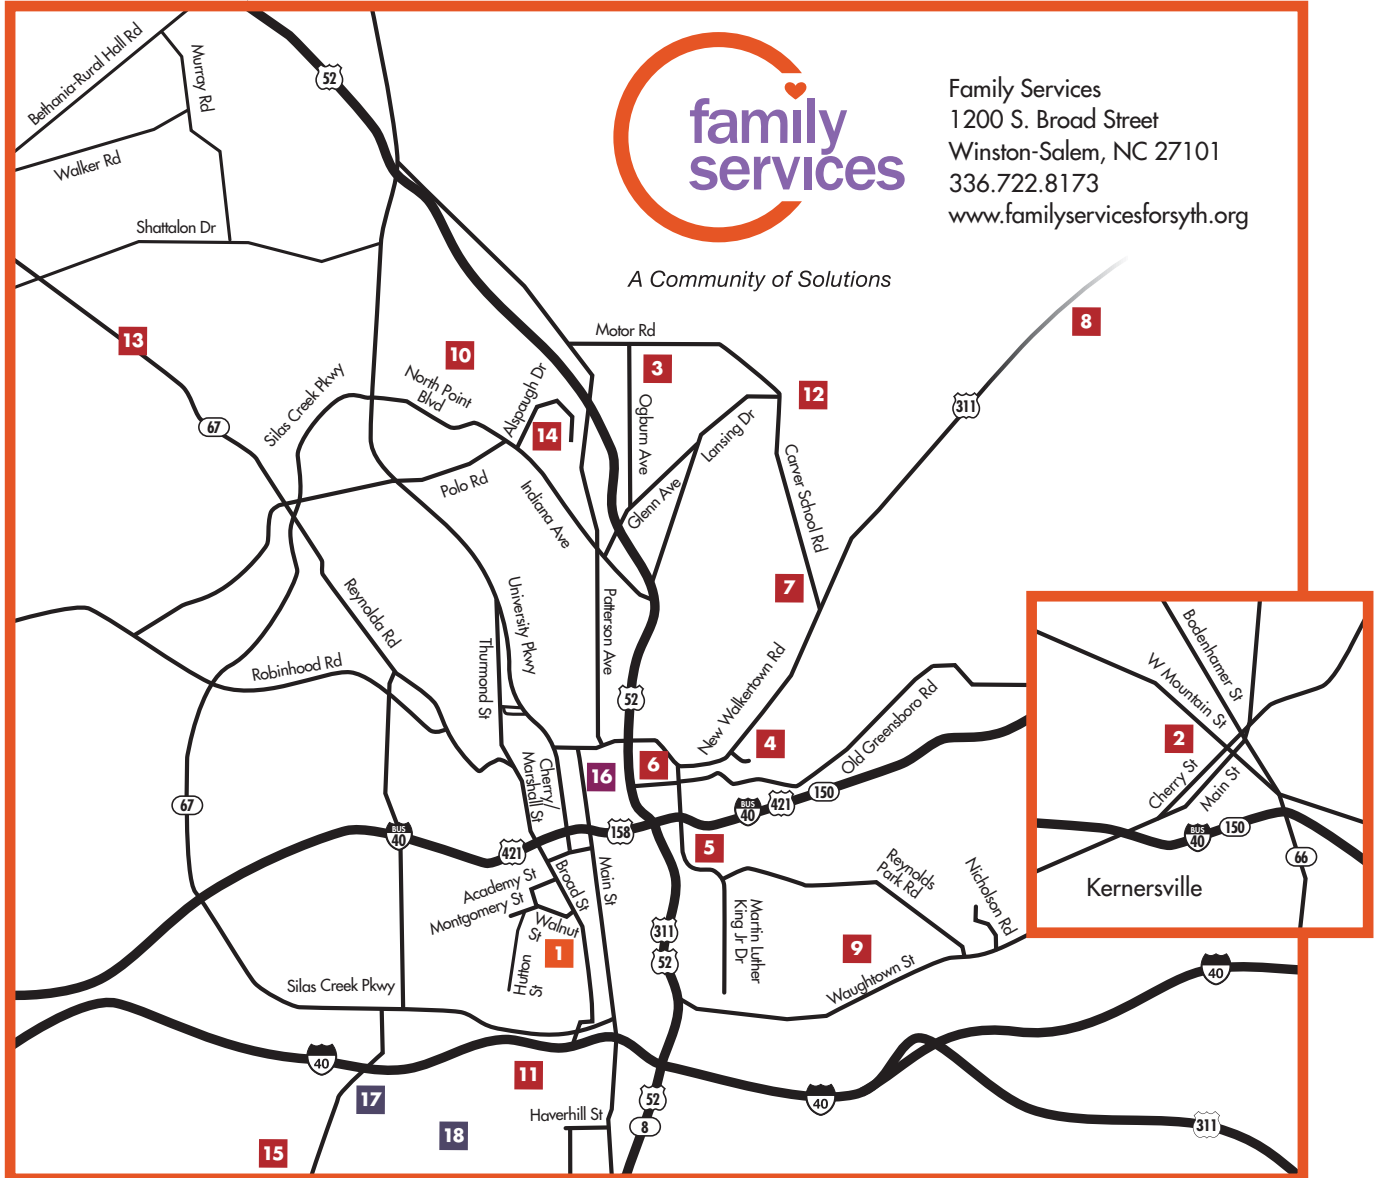 Bethania-Rural Hall Rd
Murray Rd
52
family
services
Family Services
1200 S. Broad Street
Winston-Salem, NC 27101
336.722.8173
www.familyservicesforsyth.org
Walker Rd
Shattalon Dr
A Community of Solutions
8
13
10
Motor Rd
3
12
311
North Point
Blvd
Alspaugh Dr
Silas Creek Pkwy
67
14
Ogburn Ave
Lansing Dr
Carver School Rd
Polo Rd
Indiana Ave
Glenn Ave
7
Reynolda Rd
University Pkwy
Thurmond St
Patterson Ave
Robinhood Rd
52
New Walkertown Rd
4
Old Greensboro Rd
Bodenhamer St
W Mountain St
2
Cherry St
Main St
BUS
40
150
66
Kernersville
6
16
Cherry/
Marshall St
67
BUS
40
421
158
BUS
40
421
150
5
Academy St
Montgomery St
Broad St
Main St
Walnut
St
1
Hutton
St
311
52
Martin Luther
King Jr Dr
Reynolds
Park Rd
Nicholson Rd
9
Waughtown St
Silas Creek Pkwy
40
40
11
17
18
15
Haverhill St
52
8
40
311